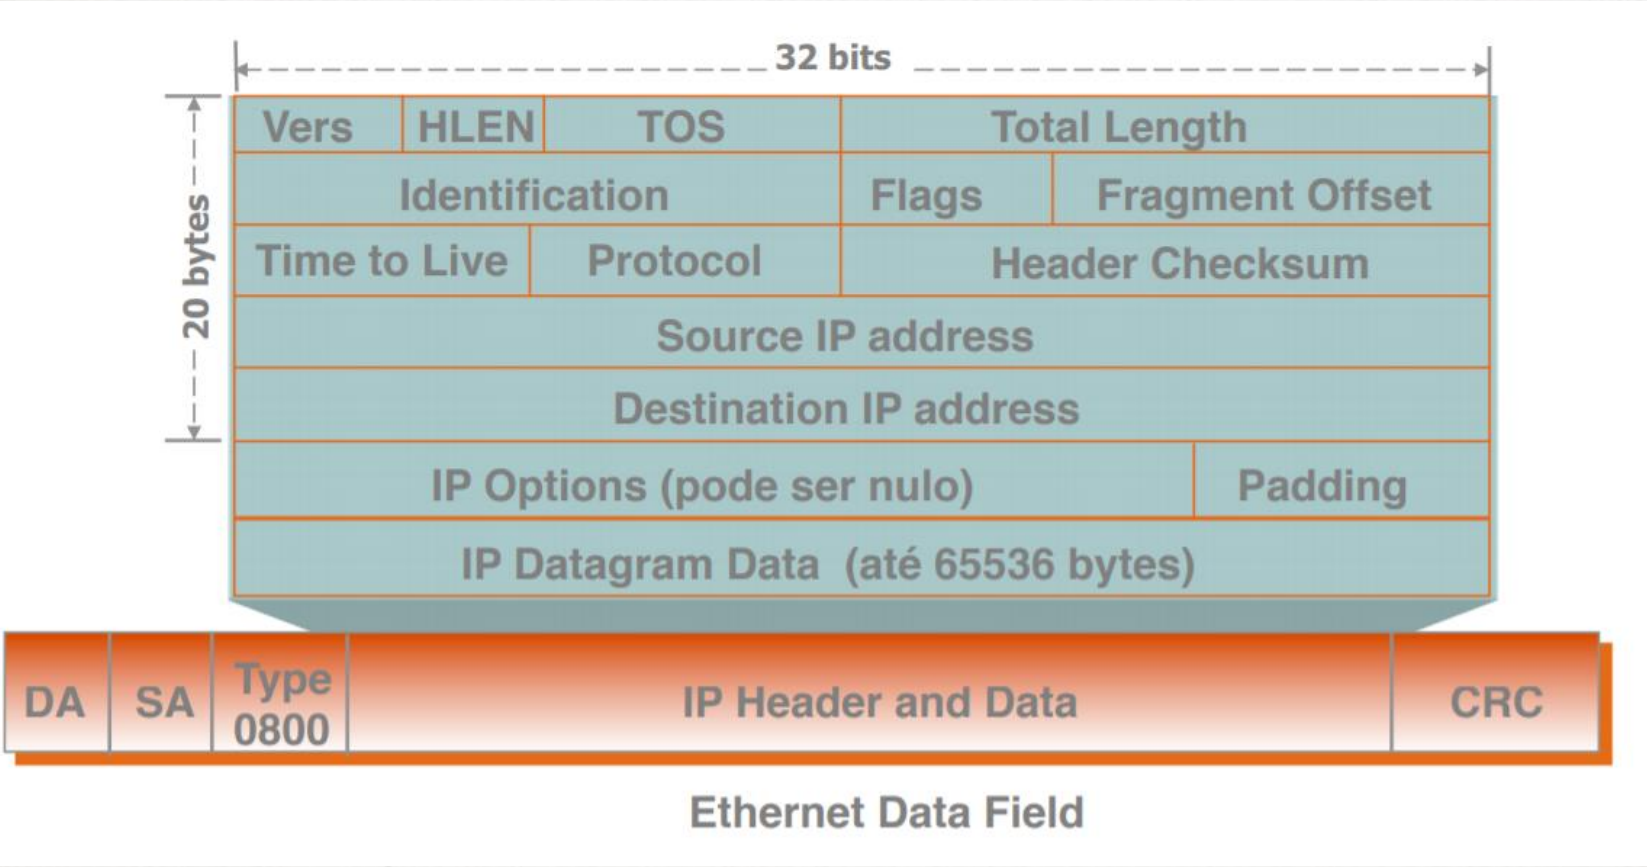 32 bits
Vers HLEN TOS Total Length
20 bytes
Identification Flags Fragment Offset
Time to Live Protocol Header Checksum
Source IP address
Destination IP address
IP Options (pode ser nulo) Padding
IP Datagram Data (até 65536 bytes)
DA SA Type 0800 IP Header and Data CRC
Ethernet Data Field